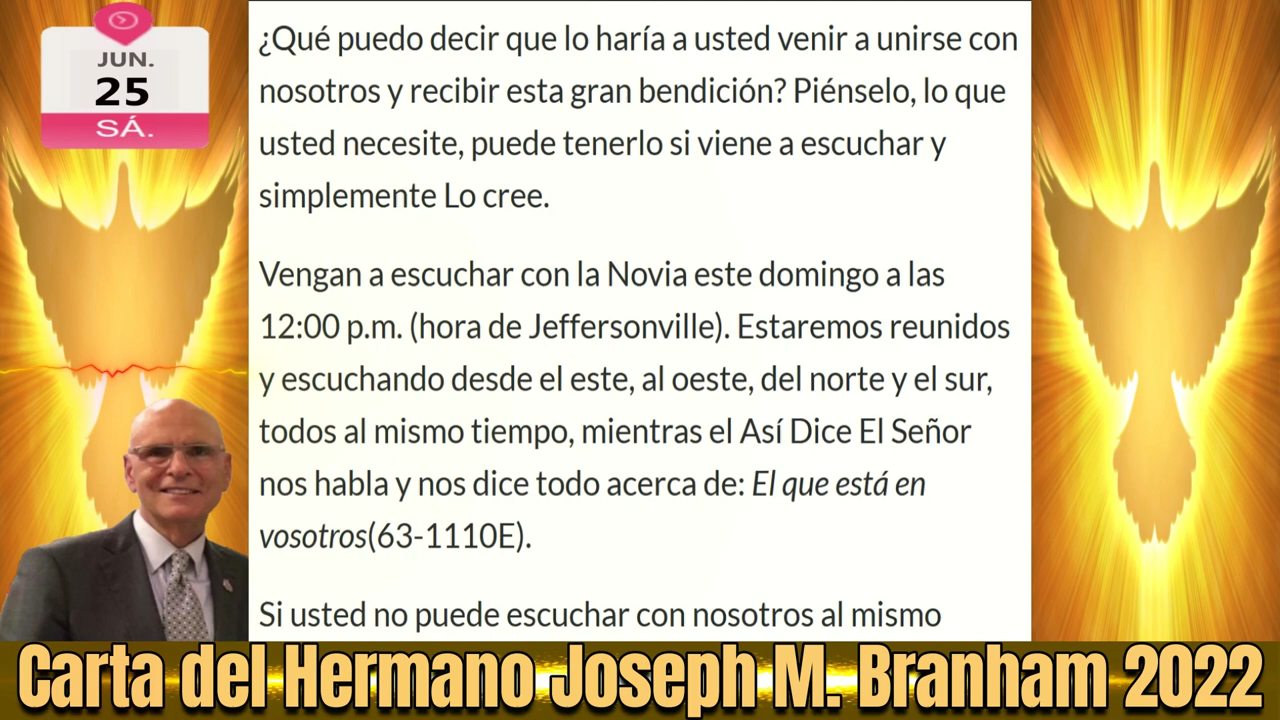 JUN.
25
SÁ.
¿Qué puedo decir que lo haría a usted venir a unirse con
nosotros y recibir esta gran bendición? Piénselo, lo que
usted necesite, puede tenerlo si viene a escuchar y
simplemente Lo cree.
Vengan a escuchar con la Novia este domingo a las
12:00 p.m. (hora de Jeffersonville). Estaremos reunidos
y escuchando desde el este, al oeste, del norte y el sur,
todos al mismo tiempo, mientras el Así Dice El Señor
nos habla y nos dice todo acerca de: El que está en
vosotros(63-1110E).
Si usted no puede escuchar con nosotros al mismo
Carta del Hermano Joseph M. Branham 2022